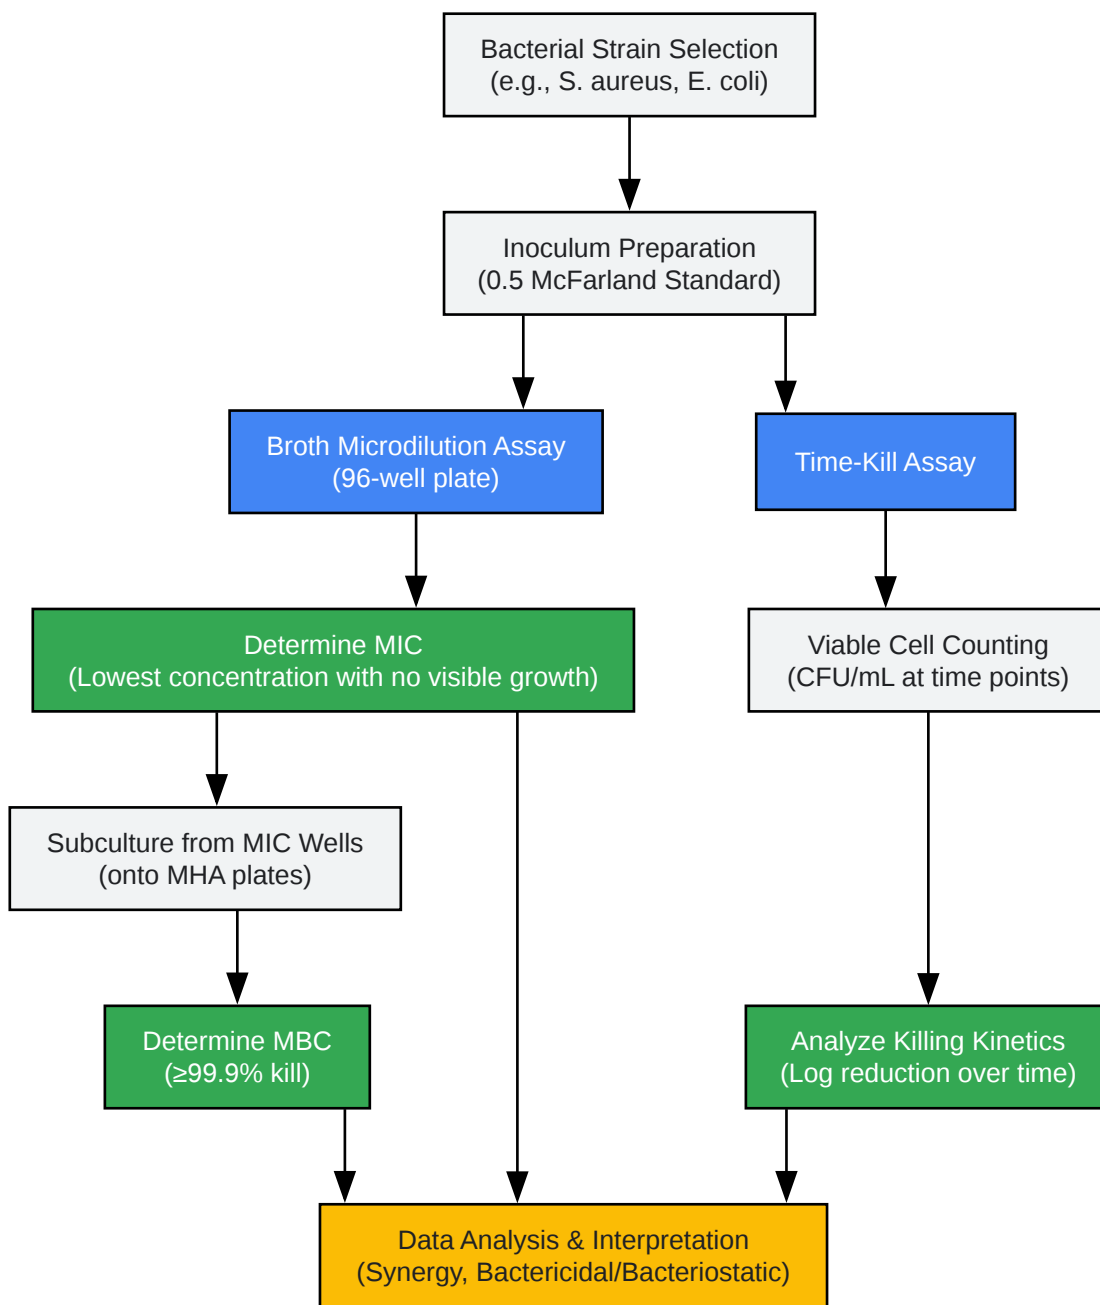 Bacterial Strain Selection
(e.g., S. aureus, E. coli)
Inoculum Preparation
(0.5 McFarland Standard)
Broth Microdilution Assay
(96-well plate)
Time-Kill Assay
Determine MIC
(Lowest concentration with no visible growth)
Viable Cell Counting
(CFU/mL at time points)
Subculture from MIC Wells
(onto MHA plates)
Determine MBC
(≥99.9% kill)
Analyze Killing Kinetics
(Log reduction over time)
Data Analysis & Interpretation
(Synergy, Bactericidal/Bacteriostatic)